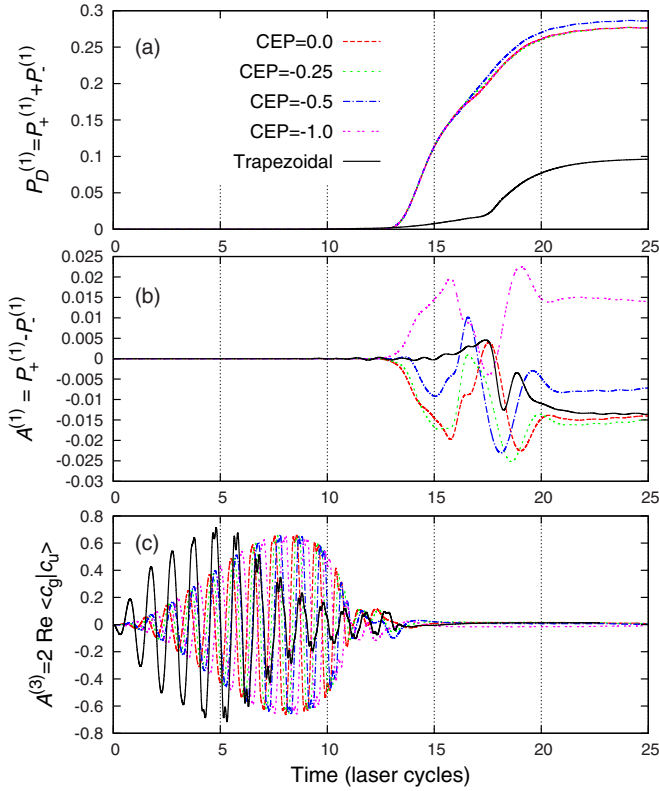 0.3
0.25
0.2
0.15
0.1
0.05
0
P_D^(1)=P_+^(1)+P_-^(1)
(a)
CEP=0.0
CEP=-0.25
CEP=-0.5
CEP=-1.0
Trapezoidal
0 5 10 15 20 25
0.025
0.02
0.015
0.01
0.005
0
-0.005
-0.01
-0.015
-0.02
-0.025
-0.03
A^(1) = P_+^(1)-P_-^(1)
(b)
0 5 10 15 20 25
0.8
0.6
0.4
0.2
0
-0.2
-0.4
-0.6
-0.8
A^(3)=2 Re <c_g|c_u>
(c)
0 5 10 15 20 25
Time (laser cycles)